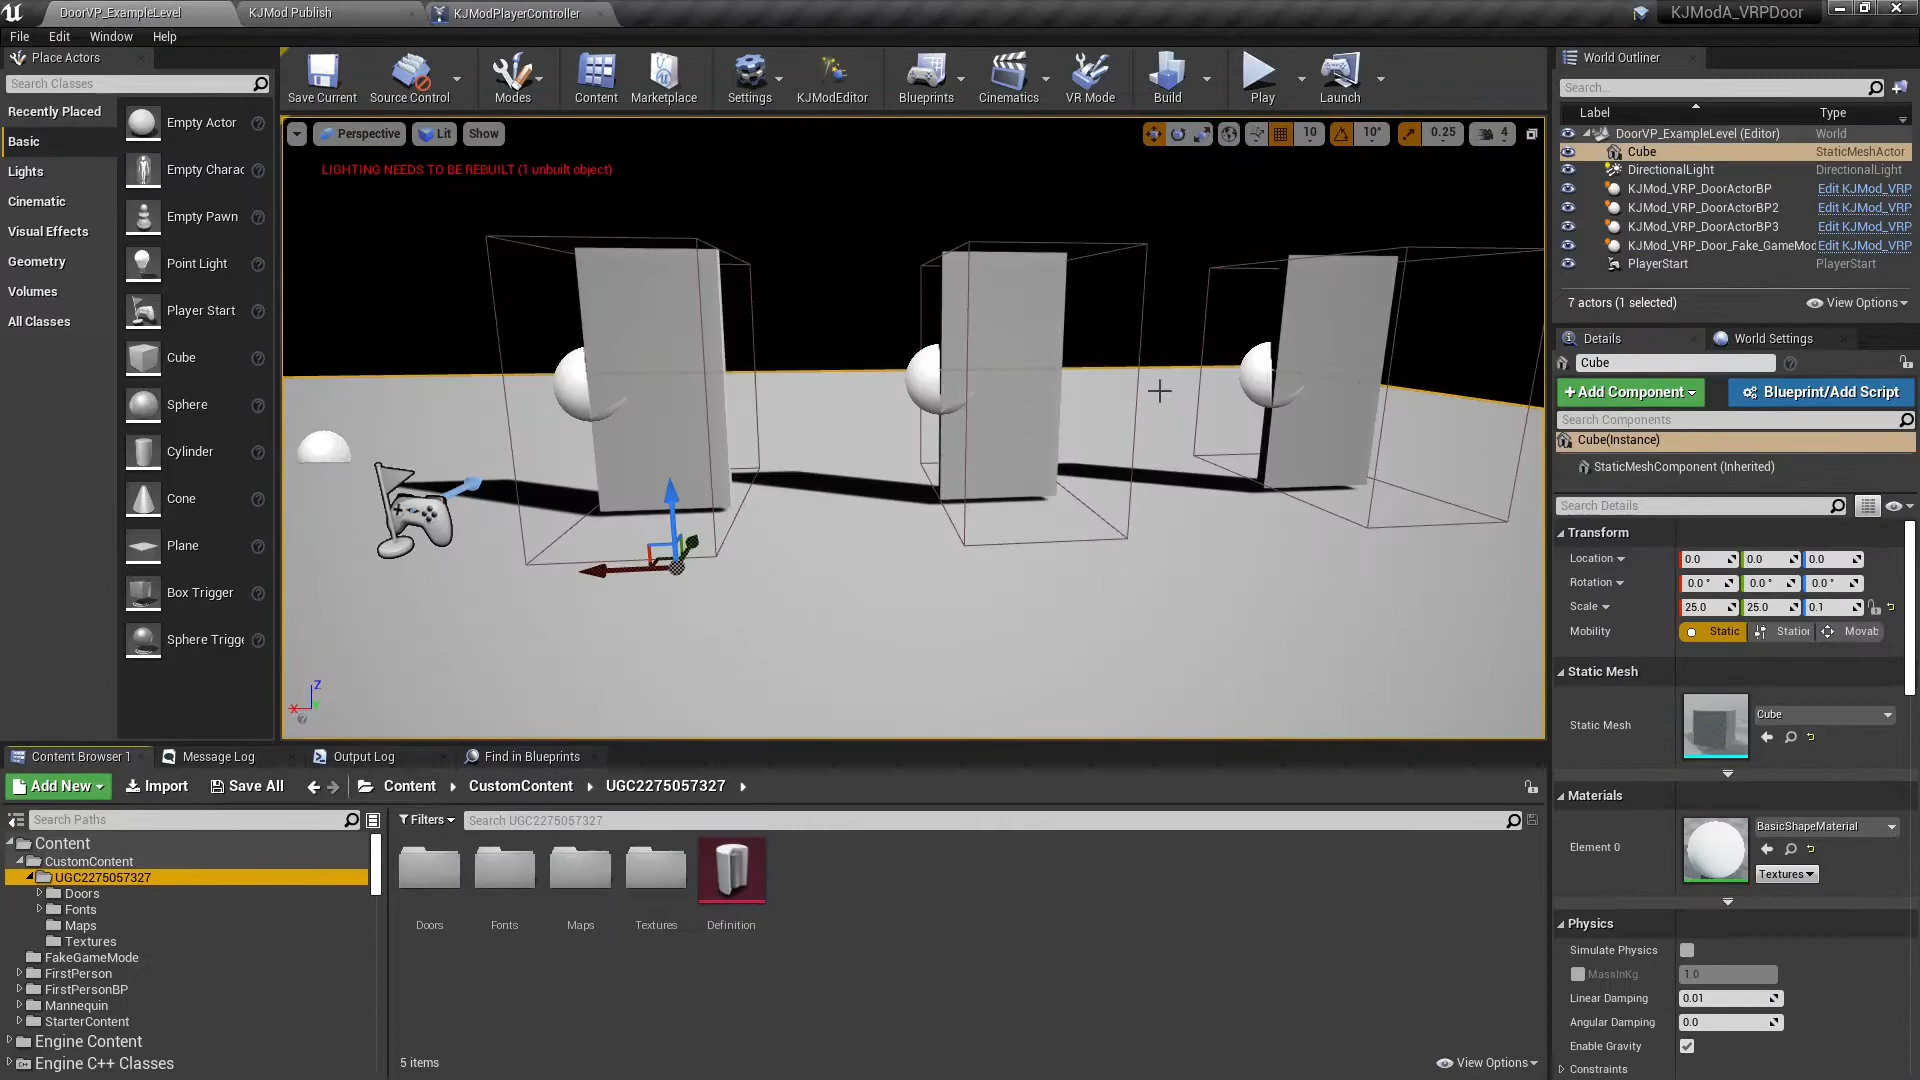 DoorVP_ExampleLevel
KJMod Publish
KJModPlayerController
KJModA_VRPDoor
File
Edit
Window
Help
Place Actors
Search Classes
Recently Placed
Basic
Lights
Cinematic
Visual Effects
Geometry
Volumes
All Classes
Empty Actor
Empty Charac
Empty Pawn
Point Light
Player Start
Cube
Sphere
Cylinder
Cone
Plane
Box Trigger
Sphere Trigge
Save Current
Source Control
Modes
Content
Marketplace
Settings
KJModEditor
Blueprints
Cinematics
VR Mode
Build
Play
Launch
Perspective
Lit
Show
10
10°
0.25
4
LIGHTING NEEDS TO BE REBUILT (1 unbuilt object)
Z
X
World Outliner
Search...
Label
Type
DoorVP_ExampleLevel (Editor)
World
Cube
StaticMeshActor
DirectionalLight
DirectionalLight
KJMod_VRP_DoorActorBP
Edit KJMod_VRP
KJMod_VRP_DoorActorBP2
Edit KJMod_VRP
KJMod_VRP_DoorActorBP3
Edit KJMod_VRP
KJMod_VRP_Door_Fake_GameMod
Edit KJMod_VRP
PlayerStart
PlayerStart
7 actors (1 selected)
View Options
Details
World Settings
Cube
+Add Component
Blueprint/Add Script
Search Components
Cube(Instance)
StaticMeshComponent (Inherited)
Search Details
Transform
Location
0.0
0.0
0.0
Rotation
0.0 °
0.0 °
0.0 °
Scale
25.0
25.0
0.1
Mobility
Static
Station
Movab
Static Mesh
Static Mesh
Cube
Materials
Element 0
BasicShapeMaterial
Textures
Physics
Simulate Physics
MassInKg
1.0
Linear Damping
0.01
Angular Damping
0.0
Enable Gravity
Constraints
Content Browser 1
Message Log
Output Log
Find in Blueprints
Add New
Import
Save All
Content
CustomContent
UGC2275057327
Search Paths
Filters
Search UGC2275057327
Content
CustomContent
UGC2275057327
Doors
Fonts
Maps
Textures
FakeGameMode
FirstPerson
FirstPersonBP
Mannequin
StarterContent
Engine Content
Engine C++ Classes
Doors
Fonts
Maps
Textures
Definition
5 items
View Options